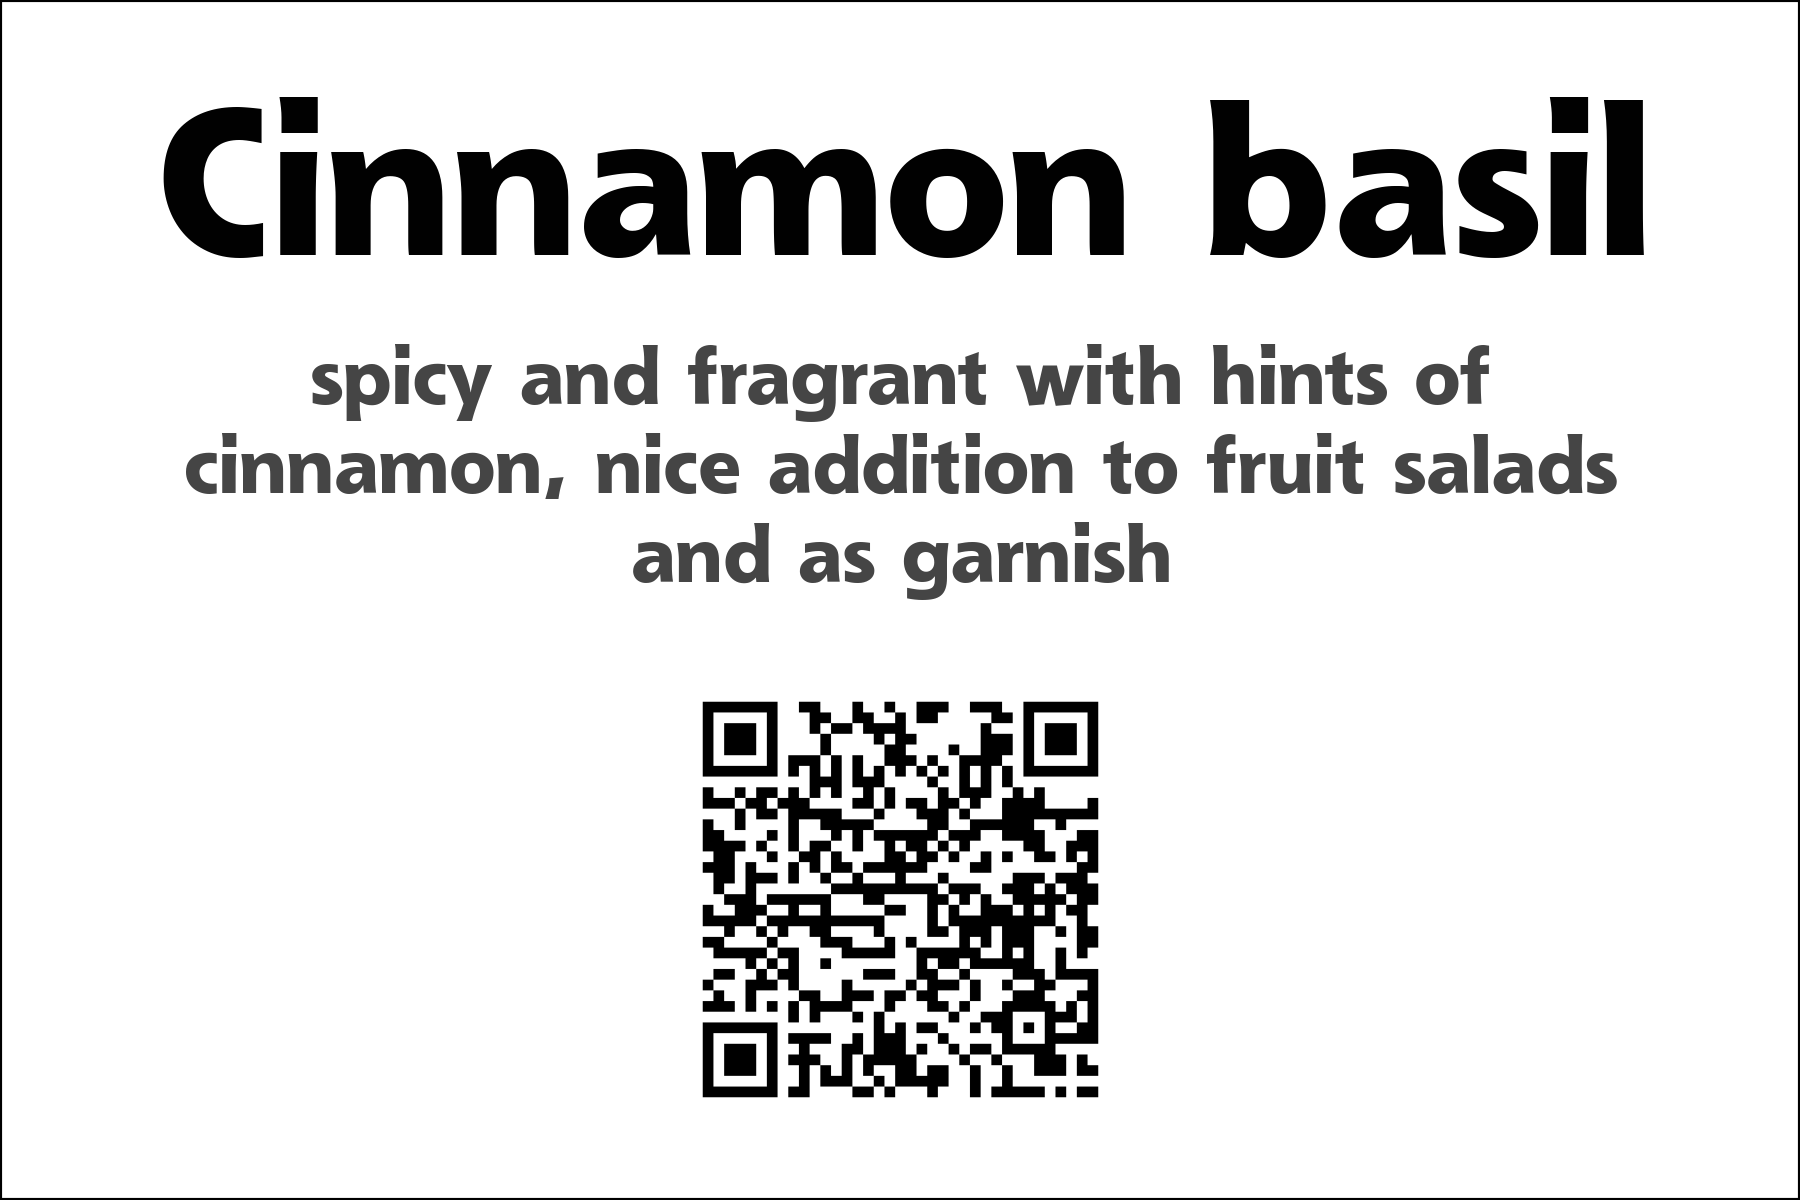 Cinnamon basil
spicy and fragrant with hints of
cinnamon, nice addition to fruit salads
and as garnish